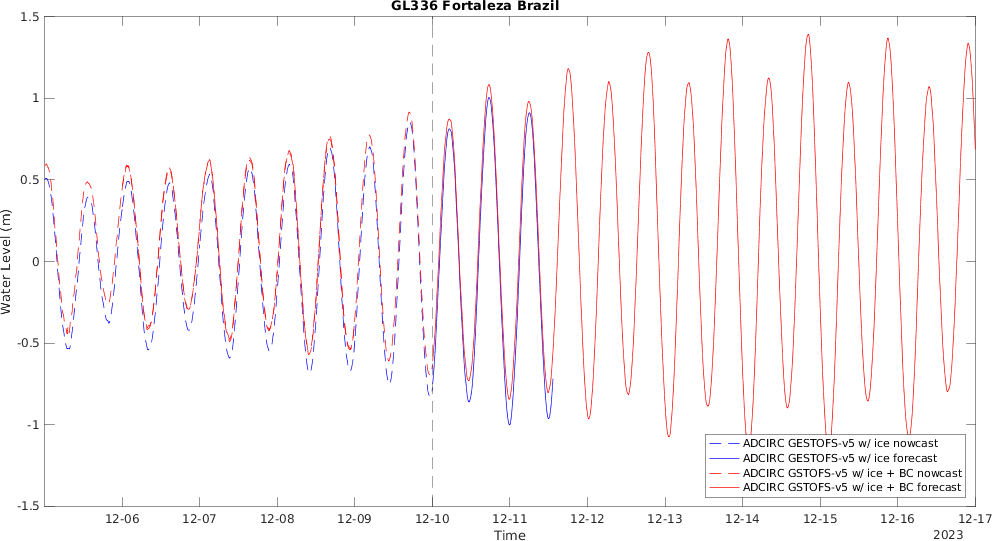 GL336 Fortaleza Brazil
1.5
1
0.5
0
-0.5
-1
-1.5
Water Level (m)
12-06
12-07
12-08
12-09
12-10
12-11
12-12
12-13
12-14
12-15
12-16
12-17
Time
2023
ADCIRC GESTOFS-v5 w/ ice nowcast
ADCIRC GESTOFS-v5 w/ ice forecast
ADCIRC GSTOFS-v5 w/ ice + BC nowcast
ADCIRC GSTOFS-v5 w/ ice + BC forecast